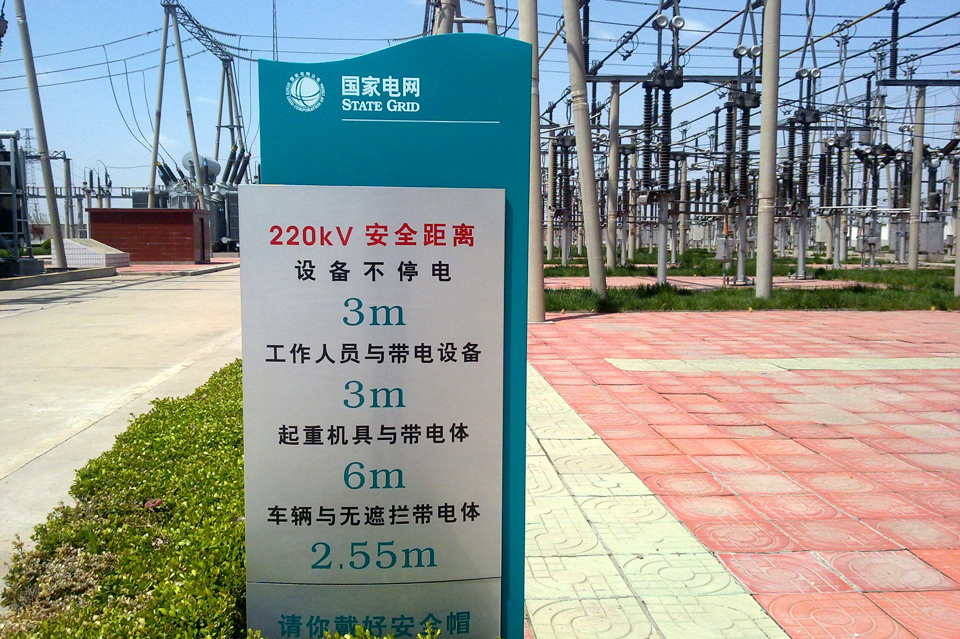 国家电网
STATE GRID
220kV 安全距离
设备不停电
3m
工作人员与带电设备
3m
起重机具与带电体
6m
车辆与无遮拦带电体
2.55m
请你戴好安全帽